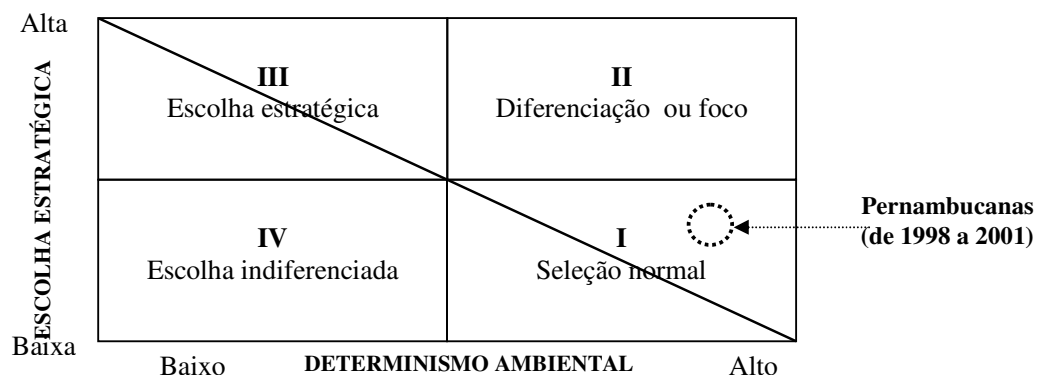 Alta
ESCOLHA ESTRATÉGICA
III
Escolha estratégica
II
Diferenciação ou foco
IV
Escolha indiferenciada
I
Seleção normal
Pernambucanas
(de 1998 a 2001)
Baixa
Baixo
DETERMINISMO AMBIENTAL
Alto